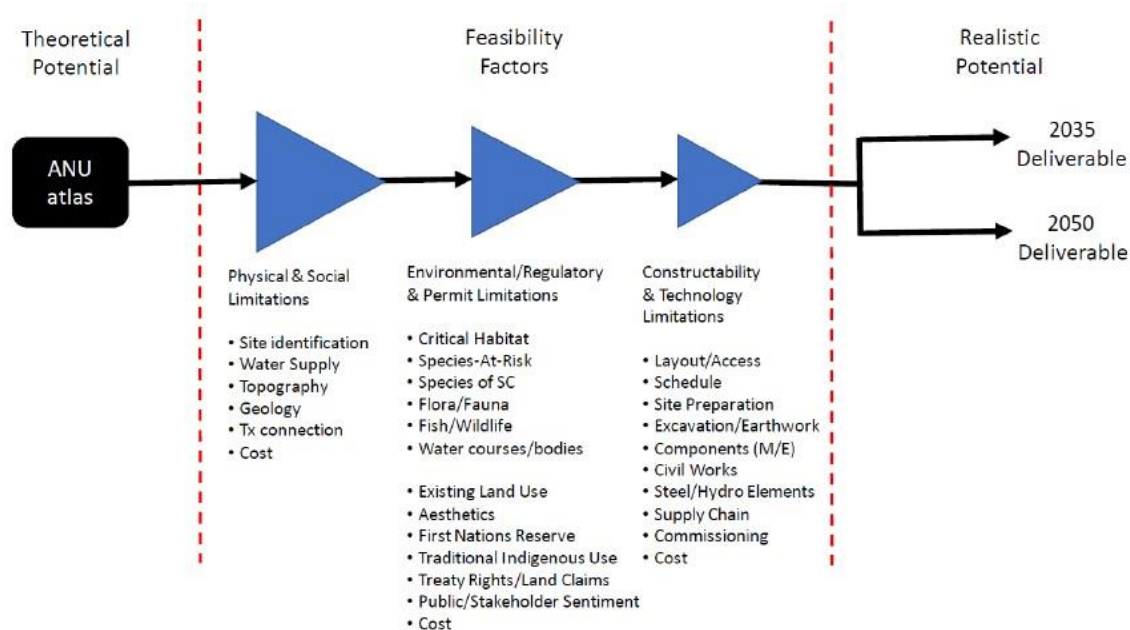 Theoretical
Potential
Feasibility
Factors
Realistic
Potential
ANU
atlas
2035
Deliverable
2050
Deliverable
Physical & Social
Limitations
• Site identification
• Water Supply
• Topography
• Geology
• Tx connection
• Cost
Environmental/Regulatory
& Permit Limitations
• Critical Habitat
• Species-At-Risk
• Species of SC
• Flora/Fauna
• Fish/Wildlife
• Water courses/bodies
• Existing Land Use
• Aesthetics
• First Nations Reserve
• Traditional Indigenous Use
• Treaty Rights/Land Claims
• Public/Stakeholder Sentiment
• Cost
Constructability
& Technology
Limitations
• Layout/Access
• Schedule
• Site Preparation
• Excavation/Earthwork
• Components (M/E)
• Civil Works
• Steel/Hydro Elements
• Supply Chain
• Commissioning
• Cost